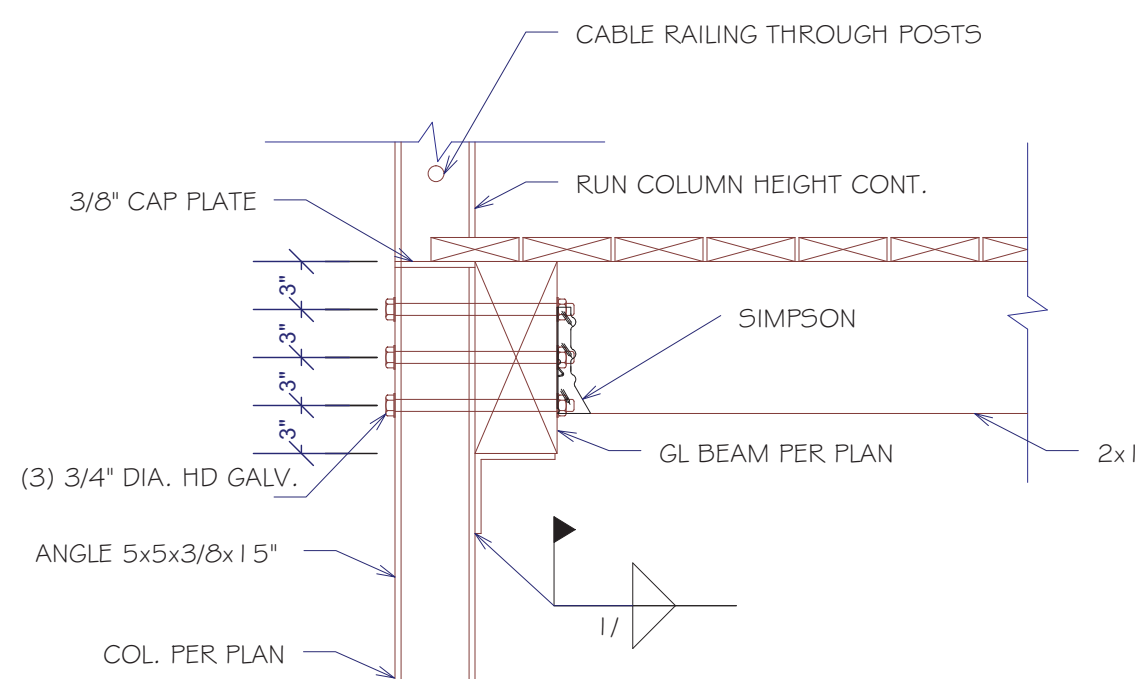 CABLE RAILING THROUGH POSTS
3/8" CAP PLATE
RUN COLUMN HEIGHT CONT.
3"
3"
3"
3"
SIMPSON
GL BEAM PER PLAN
2x1
(3) 3/4" DIA. HD GALV.
ANGLE 5x5x3/8x15"
1/
COL. PER PLAN